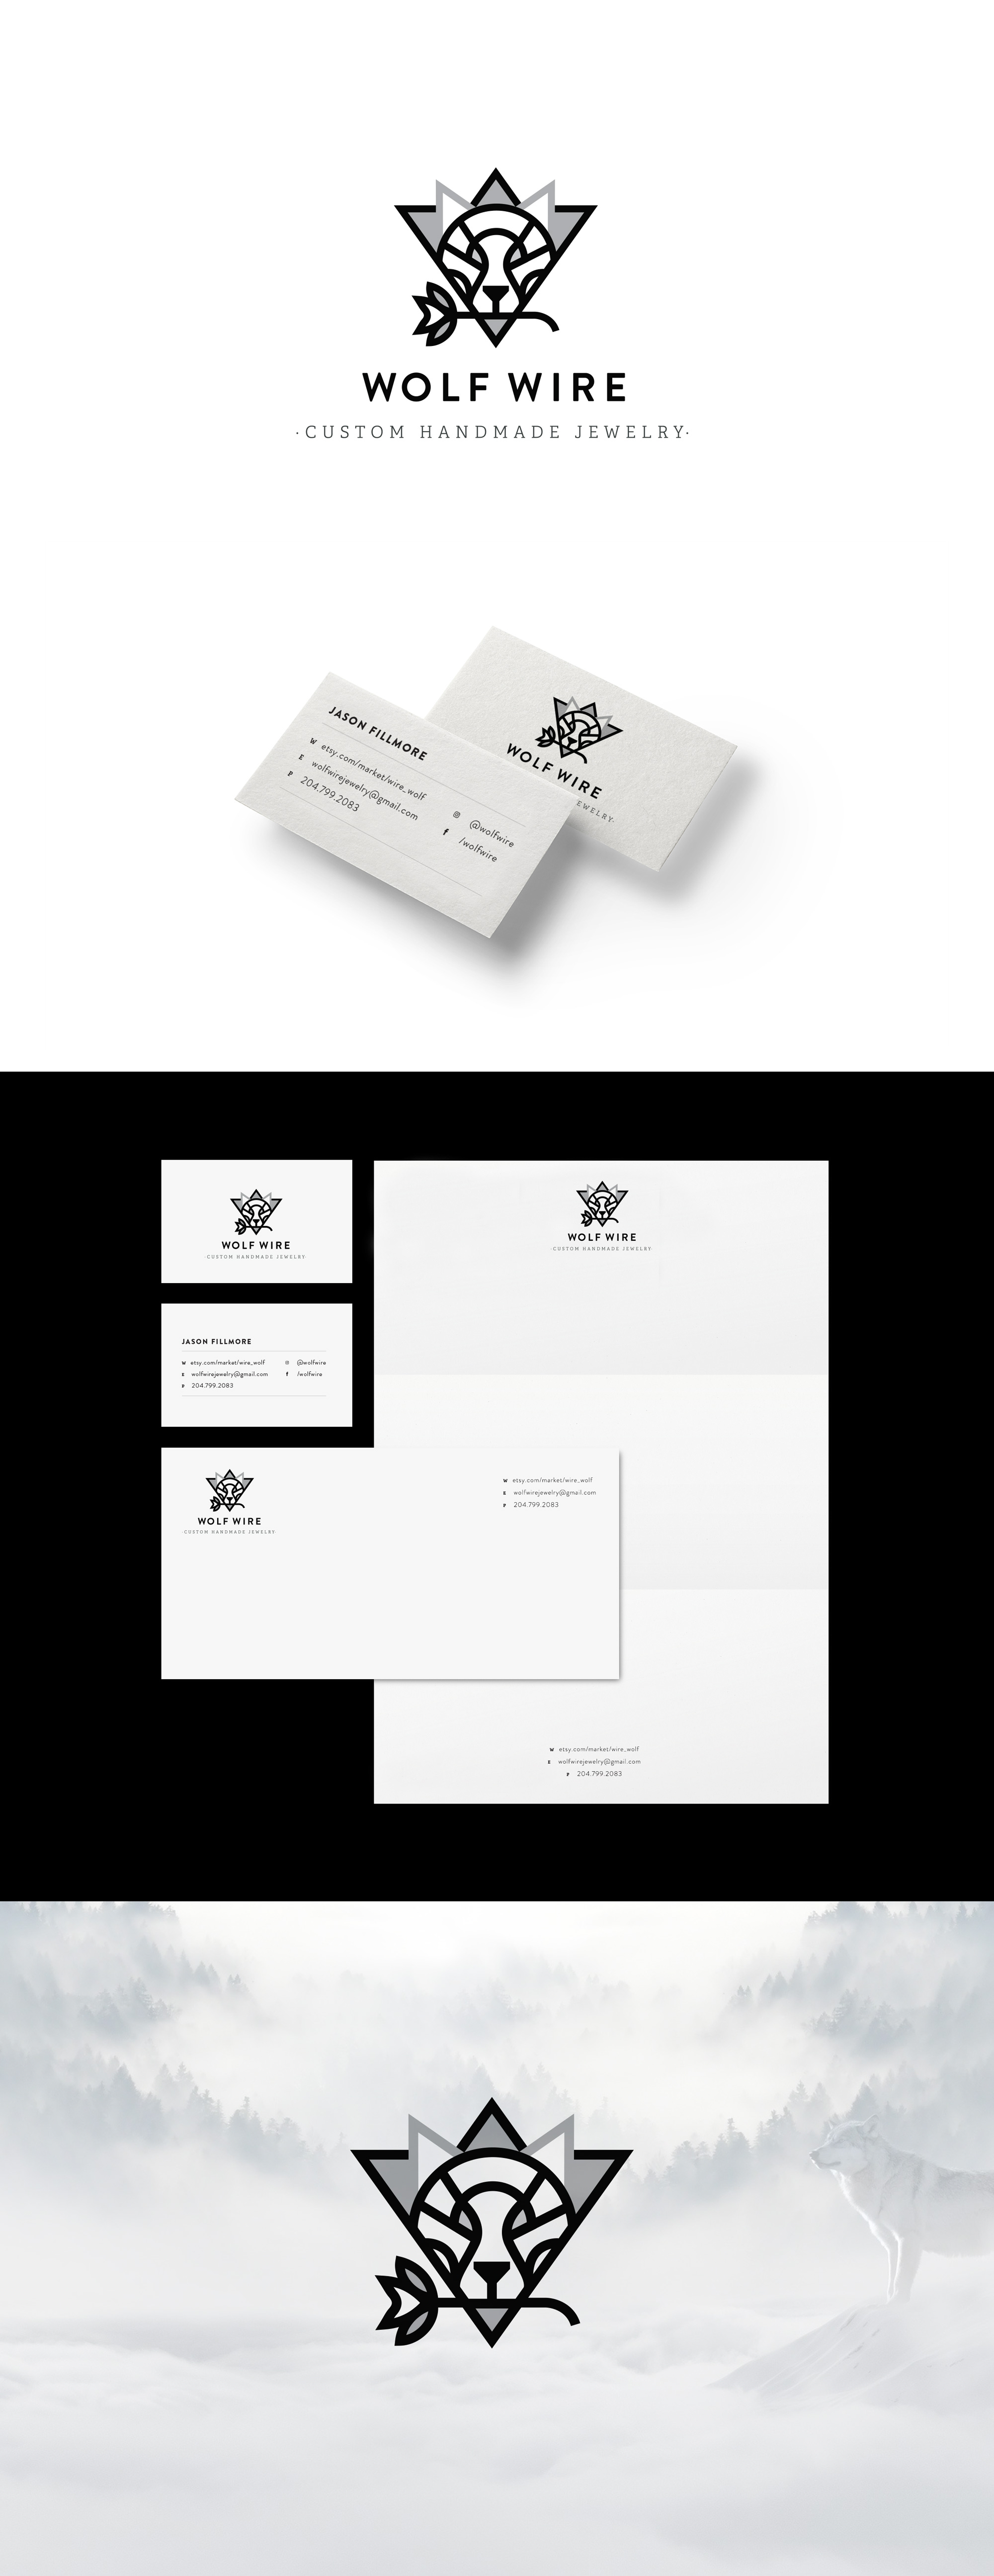 WOLF WIRE
·CUSTOM HANDMADE JEWELRY·
JASON FILLMORE
W etsy.com/market/wire_wolf
E wolfwirejewelry@gmail.com
P 204.799.2083
@wolfwire
f /wolfwire
WOLF WIRE
EWELRY·
WOLF WIRE
·CUSTOM HANDMADE JEWELRY·
WOLF WIRE
·CUSTOM HANDMADE JEWELRY·
JASON FILLMORE
W etsy.com/market/wire_wolf @wolfwire
E wolfwirejewelry@gmail.com f /wolfwire
P 204.799.2083
WOLF WIRE
·CUSTOM HANDMADE JEWELRY·
W etsy.com/market/wire_wolf
E wolfwirejewelry@gmail.com
P 204.799.2083
W etsy.com/market/wire_wolf
E wolfwirejewelry@gmail.com
P 204.799.2083